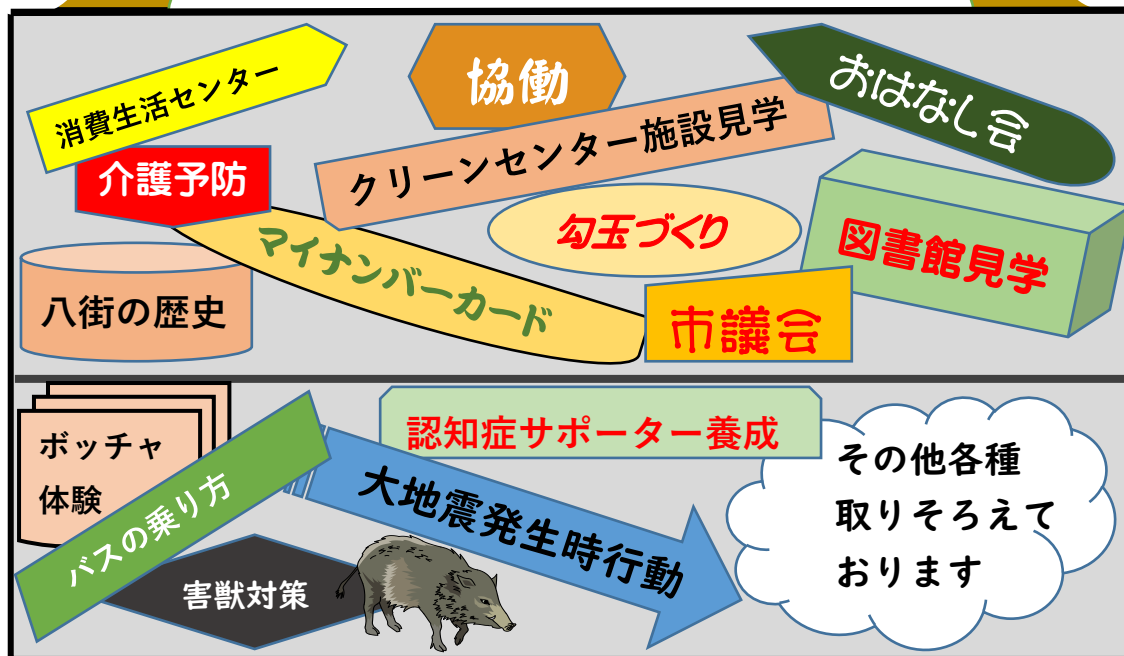 消費生活センター
協働
おはなし会
介護予防
クリーンセンター施設見学
マイナンバーカード
勾玉づくり
図書館見学
八街の歴史
市議会
ボッチャ
体験
バスの乗り方
認知症サポーター養成
大地震発生時行動
害獣対策
その他各種
取りそろえて
おります